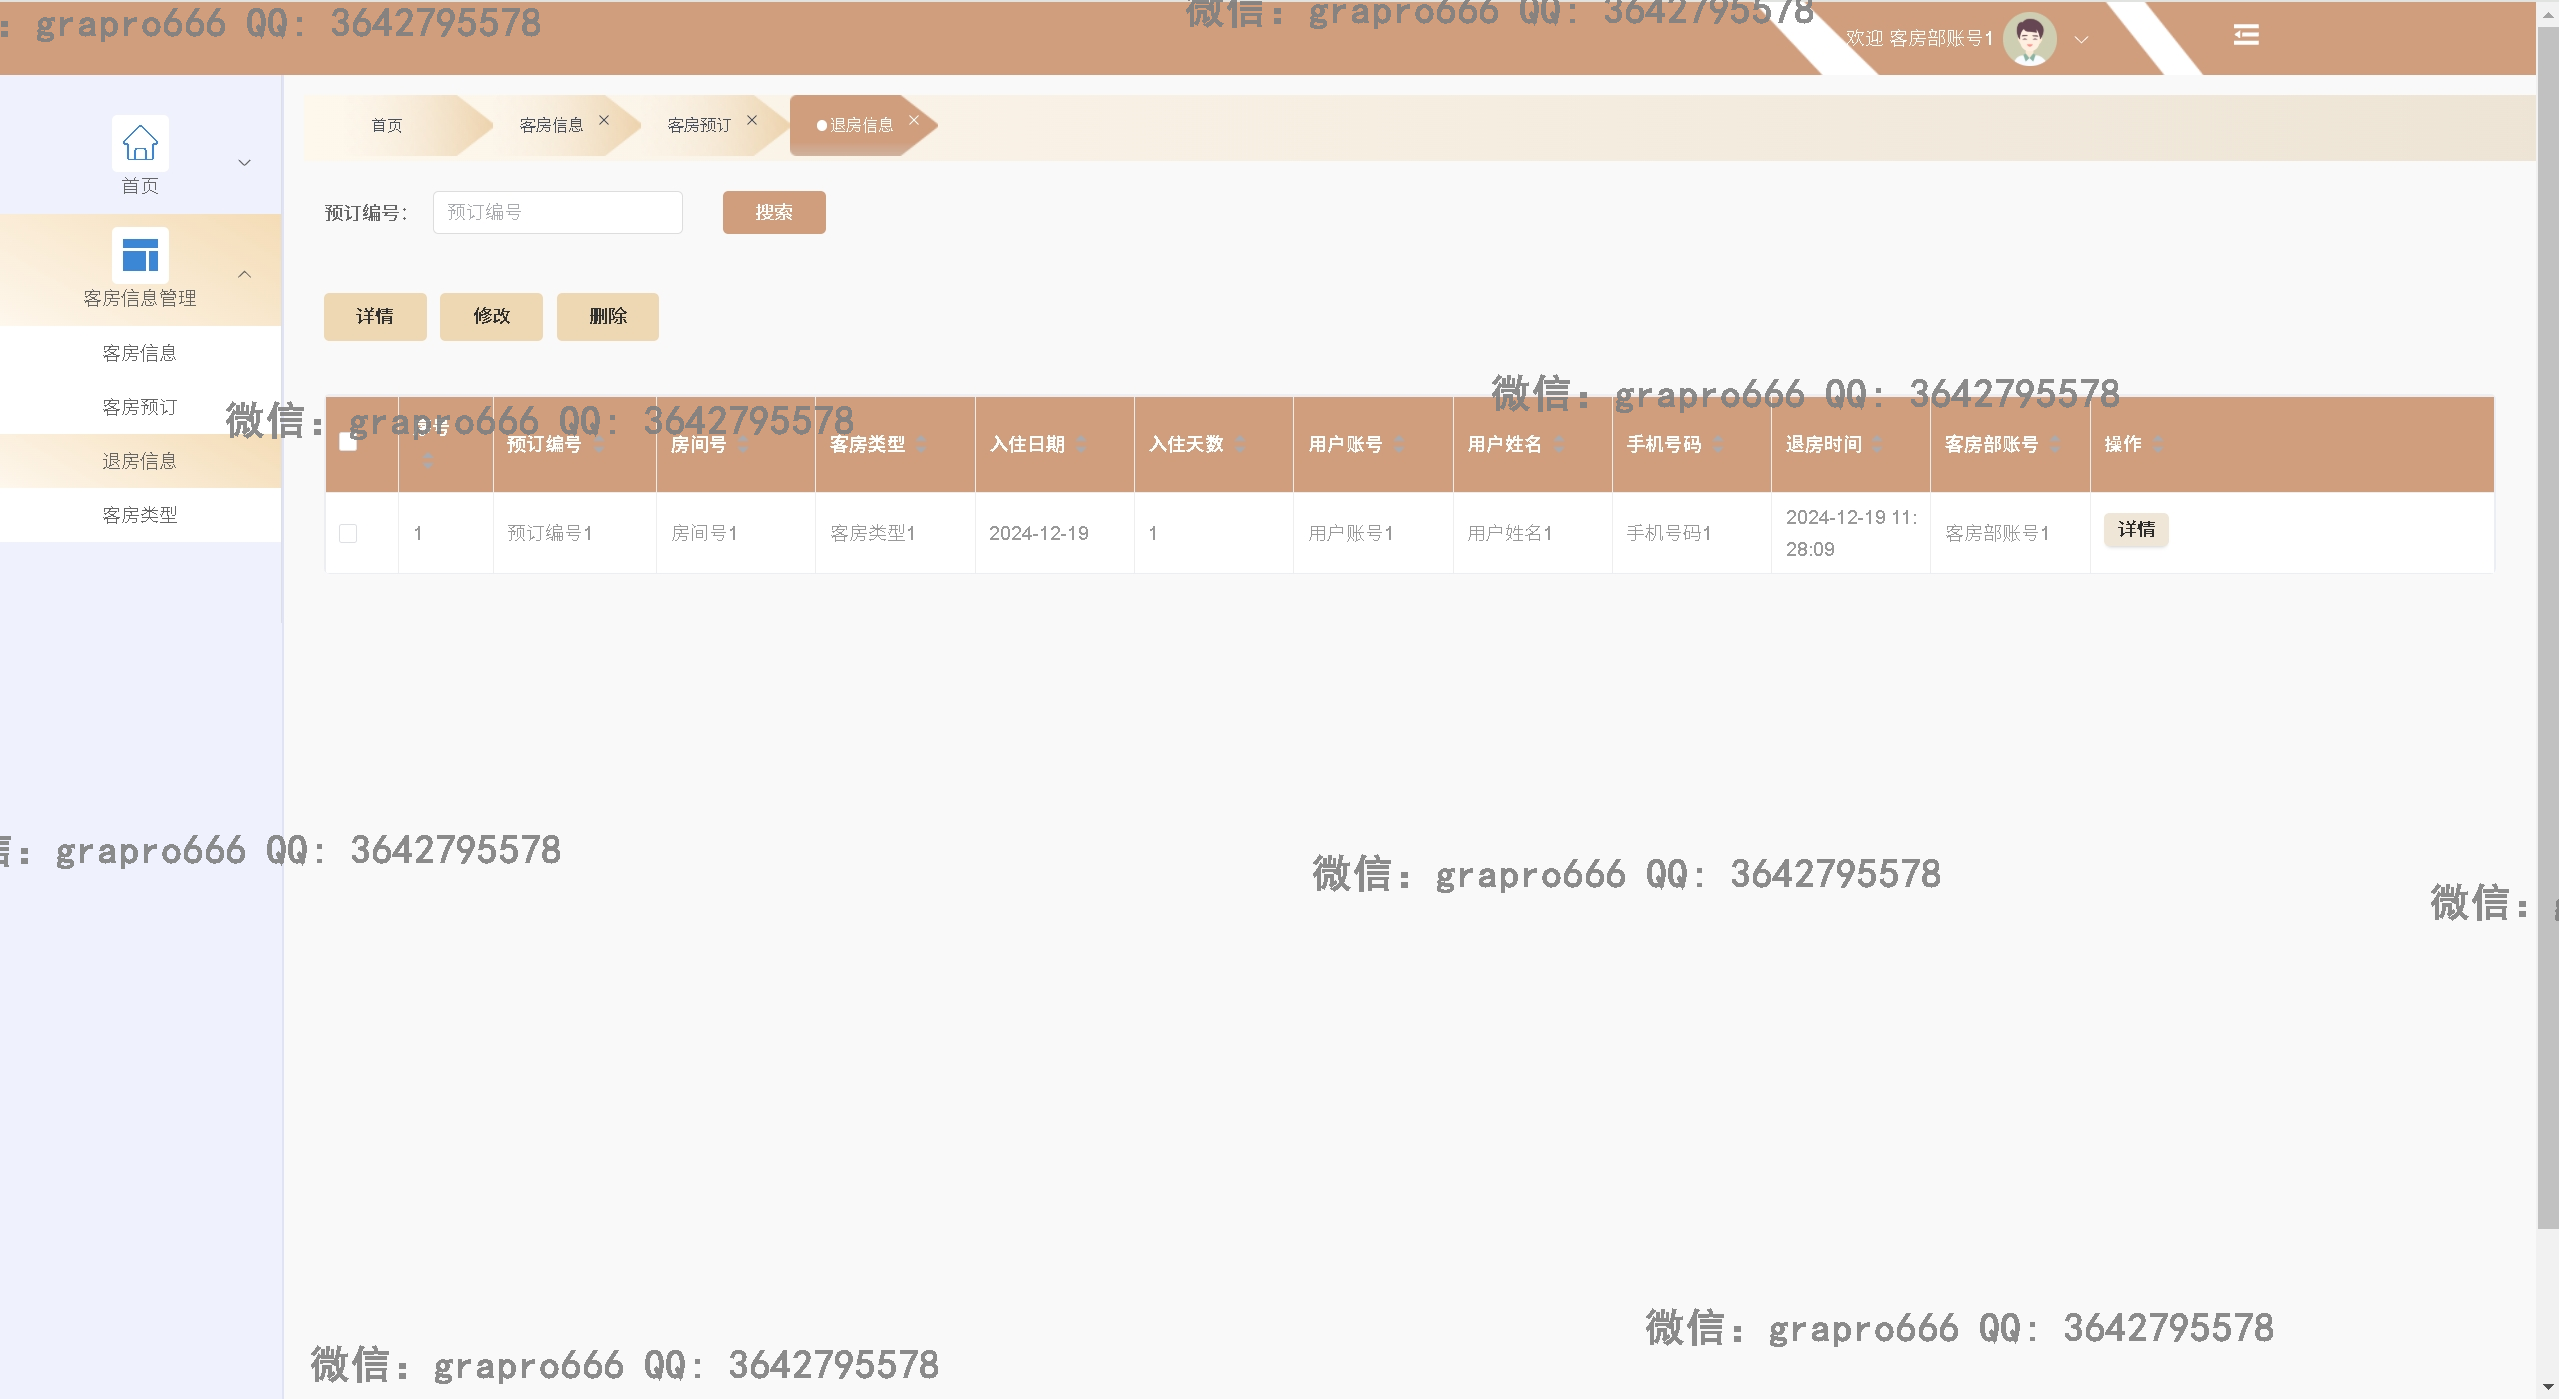 ：grapro666 QQ：3642795578
微信：grapro666 QQ：3642795578
欢迎 客房部账号1
首页
客房信息
客房预订
退房信息
首页
客房信息管理
客房信息
客房预订
退房信息
客房类型
预订编号：
预订编号
搜索
详情
修改
删除
微信：grapro666 QQ：3642795578
微信：grapro666 QQ：3642795578
序号 预订编号 房间号 客房类型 入住日期 入住天数 用户账号 用户姓名 手机号码 退房时间 客房部账号 操作
1 预订编号1 房间号1 客房类型1 2024-12-19 1 用户账号1 用户姓名1 手机号码1 2024-12-19 11:
28:09 客房部账号1 详情
信：grapro666 QQ：3642795578
微信：grapro666 QQ：3642795578
微信：g
微信：grapro666 QQ：3642795578
微信：grapro666 QQ：3642795578